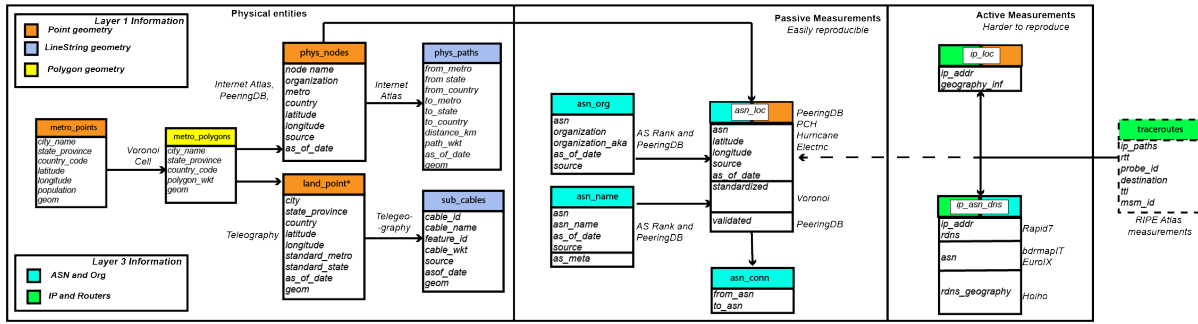 Layer 1 Information
Point geometry
LineString geometry
Polygon geometry
Physical entities
metro_points
city_name
state_province
country_code
latitude
longitude
population
geom
Voronoi
Cell
metro_polygons
city_name
state_province
country_code
polygon_wkt
geom
Internet Atlas,
PeeringDB,
phys_nodes
node name
organization
metro
country
latitude
longitude
source
as_of_date
Internet
Atlas
phys_paths
from_metro
from state
from_country
to_metro
to_state
to_country
distance_km
path_wkt
as_of_date
geom
Teleography
land_point*
city
state_province
country
latitude
longitude
standard_metro
standard_state
as_of_date
geom
Telegeo
-graphy
sub_cables
cable_id
cable_name
feature_id
cable_wkt
source
asof_date
geom
Layer 3 Information
ASN and Org
IP and Routers
Passive Measurements
Easily reproducible
asn_org
asn
organization
organization_aka
as_of_date
source
AS Rank and
PeeringDB
asn_name
asn
asn_name
as_of_date
source
as_meta
AS Rank and
PeeringDB
asn_loc
asn
latitude
longitude
source
as_of_date
standardized
validated
PeeringDB
PCH
Hurricane
Electric
Voronoi
PeeringDB
asn_conn
from_asn
to_asn
Active Measurements
Harder to reproduce
ip_loc
ip_addr
geography_inf
ip_asn_dns
ip_addr
rdns
asn
rdns_geography
Rapid7
bdrmapIT
EuroIX
Hoiho
traceroutes
ip_paths
rtt
probe_id
destination
ttl
msm_id
RIPE Atlas
measurements